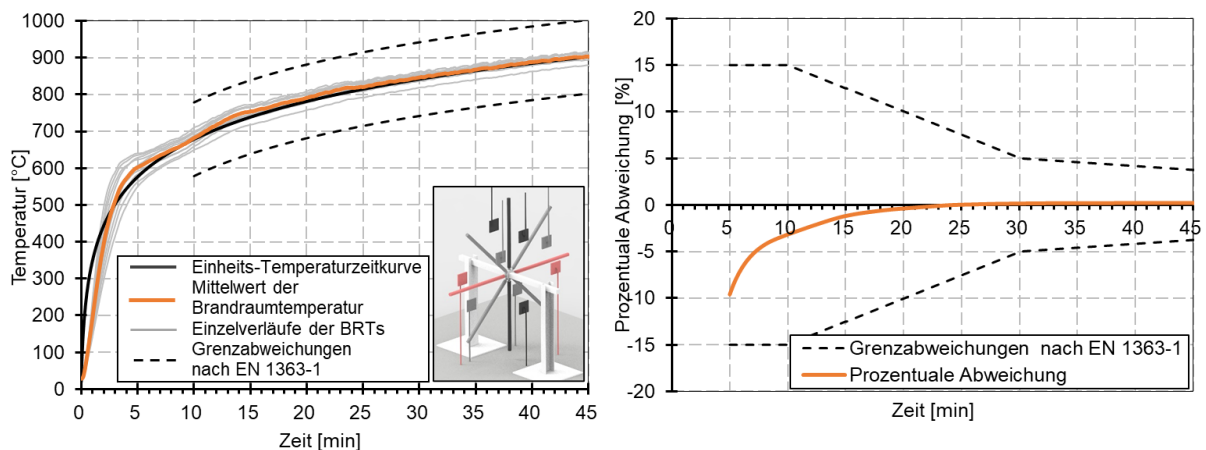 1000
900
800
700
600
500
400
300
200
100
0
Temperatur [°C]
0 5 10 15 20 25 30 35 40 45
Zeit [min]
Einheits-Temperaturzeitkurve
Mittelwert der
Brandraumtemperatur
Einzelverläufe der BRTs
Grenzabweichungen
nach EN 1363-1
20
15
10
5
0
-5
-10
-15
-20
Prozentuale Abweichung [%]
0 5 10 15 20 25 30 35 40 45
Grenzabweichungen nach EN 1363-1
Prozentuale Abweichung
Zeit [min]